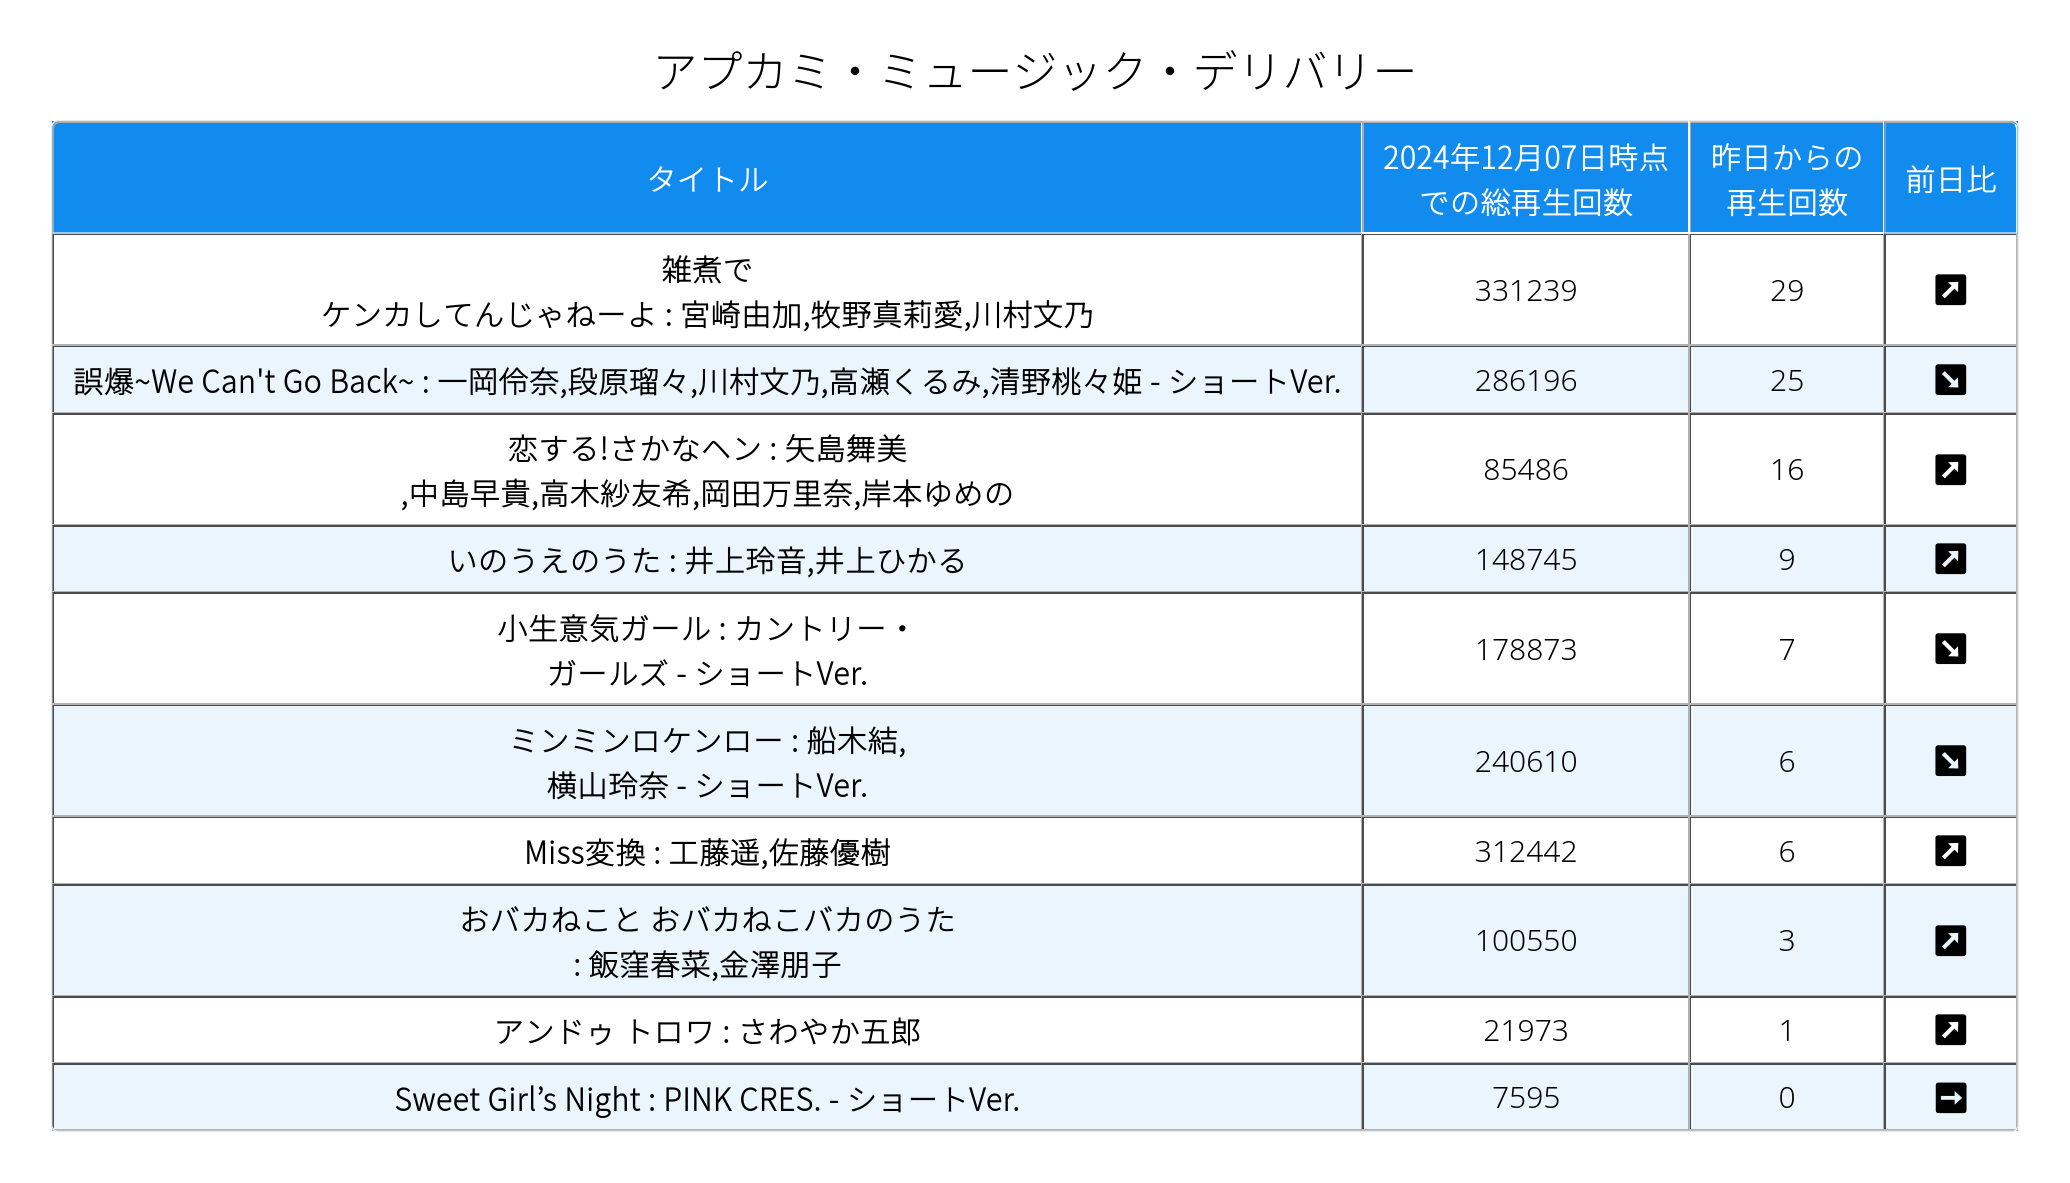 アプカミ・ミュージック・デリバリー
タイトル
2024年12月07日時点
での総再生回数
昨日からの
再生回数
前日比
雑煮で
ケンカしてんじゃねーよ : 宮崎由加,牧野真莉愛,川村文乃
331239
29
誤爆~We Can't Go Back~ : 一岡伶奈,段原瑠々,川村文乃,高瀬くるみ,清野桃々姫 - ショートVer.
286196
25
恋する!さかなヘン : 矢島舞美
,中島早貴,高木紗友希,岡田万里奈,岸本ゆめの
85486
16
いのうえのうた : 井上玲音,井上ひかる
148745
9
小生意気ガール : カントリー・
ガールズ - ショートVer.
178873
7
ミンミンロケンロー : 船木結,
横山玲奈 - ショートVer.
240610
6
Miss変換 : 工藤遥,佐藤優樹
312442
6
おバカねこと おバカねこバカのうた
: 飯窪春菜,金澤朋子
100550
3
アンドゥ トロワ : さわやか五郎
21973
1
Sweet Girl’s Night : PINK CRES. - ショートVer.
7595
0